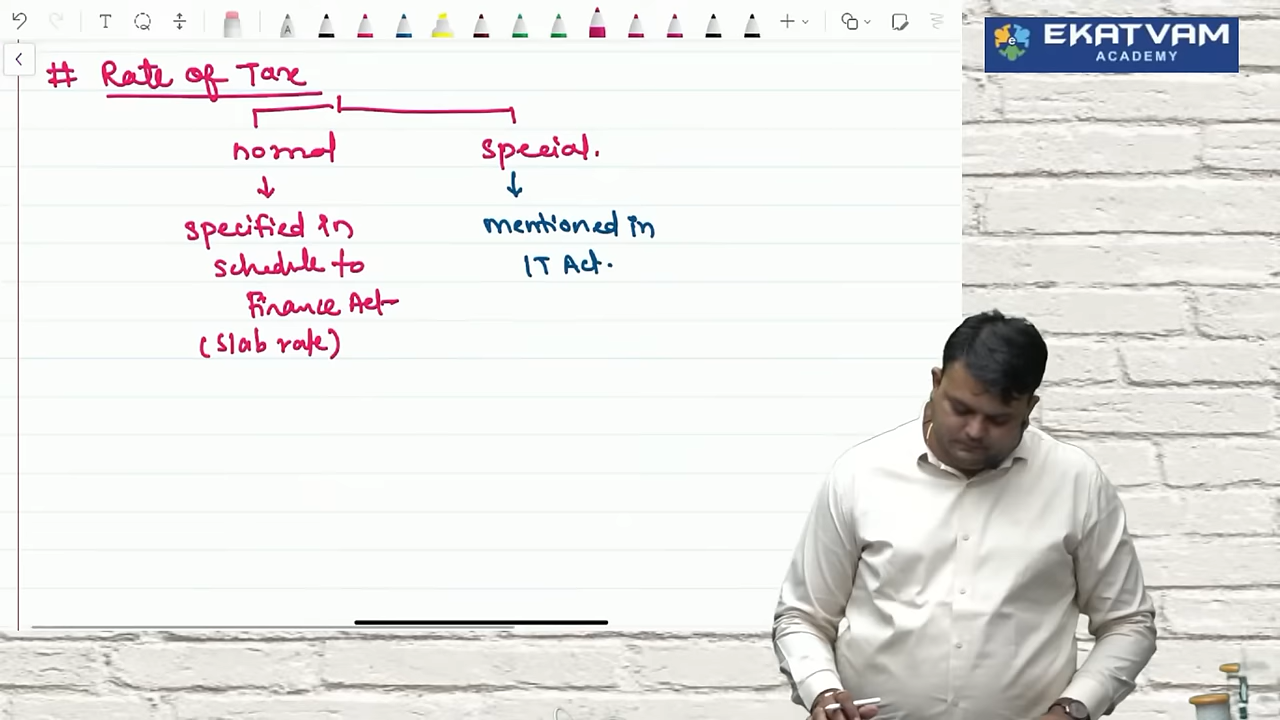 # Rate of Tax
normal
special.
specified in
schedule to
Finance Act
(Slab rate)
mentioned in
IT Act.
EKATVAM
ACADEMY